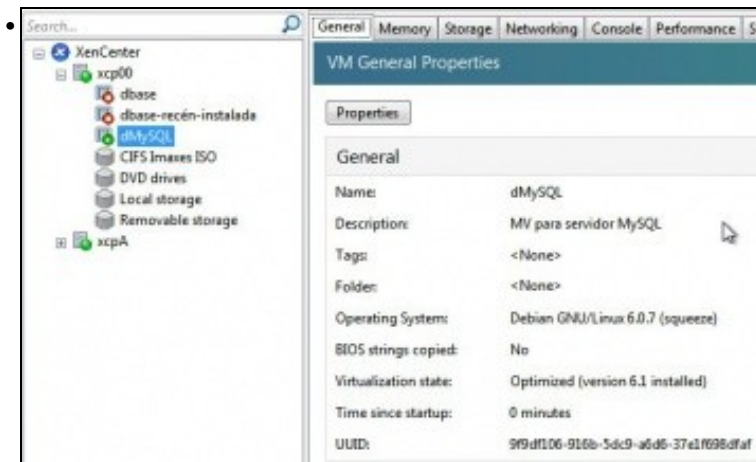 Search...
XenCenter
xcp00
dbase
dbase-recén-instalada
dMySQL
CIFS Imaxes ISO
DVD drives
Local storage
Removable storage
xcpA
General Memory Storage Networking Console Performance S
VM General Properties
Properties
General
Name: dMySQL
Description: MV para servidor MySQL
Tags: <None>
Folder: <None>
Operating System: Debian GNU/Linux 6.0.7 (squeeze)
BIOS strings copied: No
Virtualization state: Optimized (version 6.1 installed)
Time since startup: 0 minutes
UUID: 9f9df106-916b-5dc9-a6d6-37e1f698dfaf